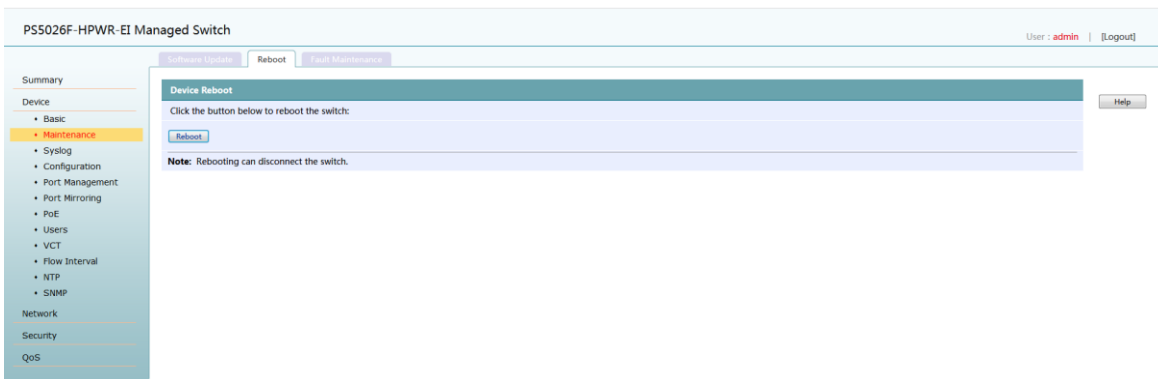 PS5026F-HPWR-EI Managed Switch
User : admin | [Logout]
Software Update Reboot Fault Maintenance
Summary
Device
• Basic
• Maintenance
• Syslog
• Configuration
• Port Management
• Port Mirroring
• PoE
• Users
• VCT
• Flow Interval
• NTP
• SNMP
Network
Security
QoS
Device Reboot
Click the button below to reboot the switch:
Reboot
Note: Rebooting can disconnect the switch.
Help